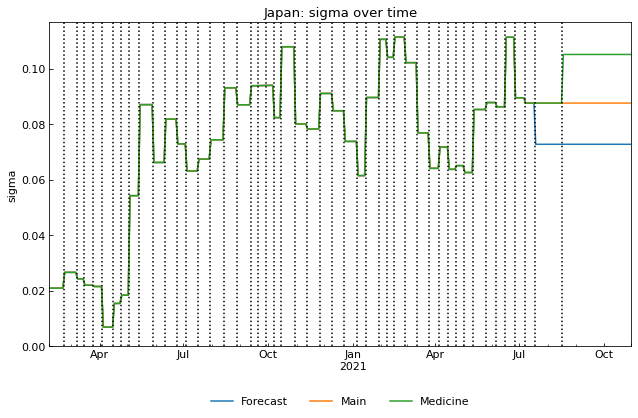 Japan: sigma over time
sigma
0.10
0.08
0.06
0.04
0.02
0.00
Apr Jul Oct Jan Apr Jul Oct
2021
Forecast Main Medicine